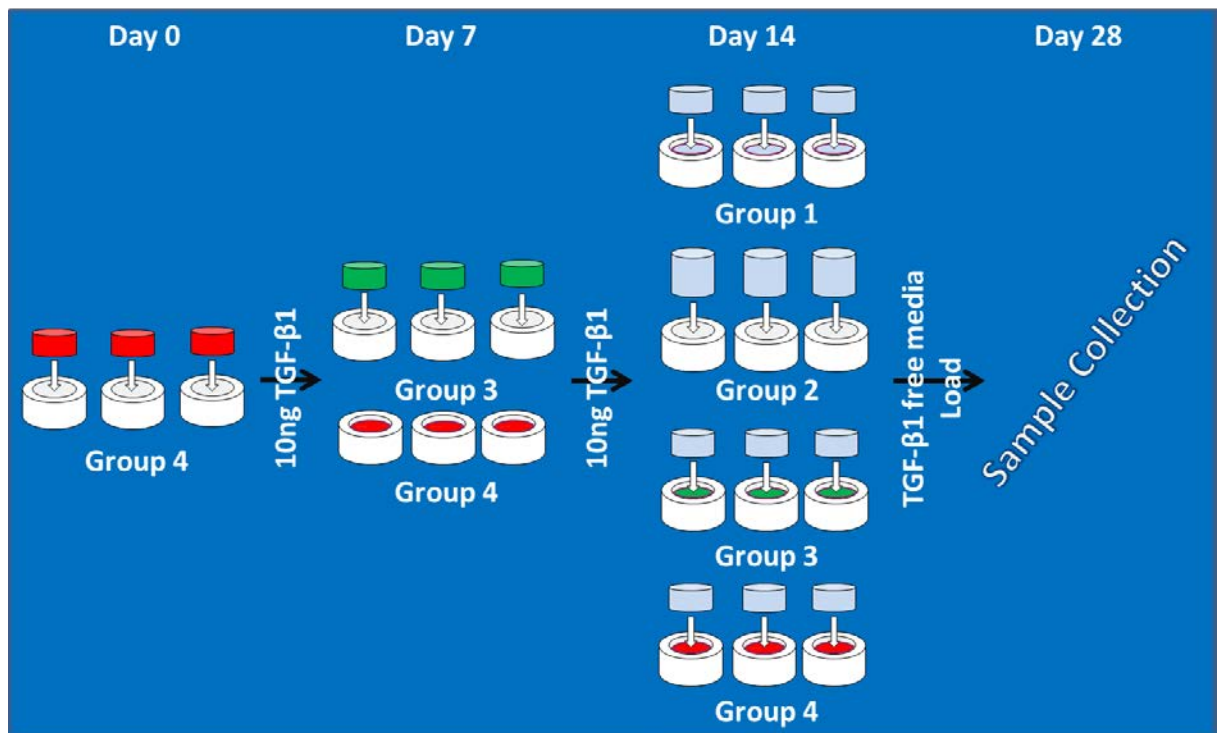 Day 0
Day 7
Day 14
Day 28
Group 4
10ng TGF-β1
Group 3
Group 4
10ng TGF-β1
Group 1
Group 2
Group 3
Group 4
TGF-β1 free media
Load
Sample Collection